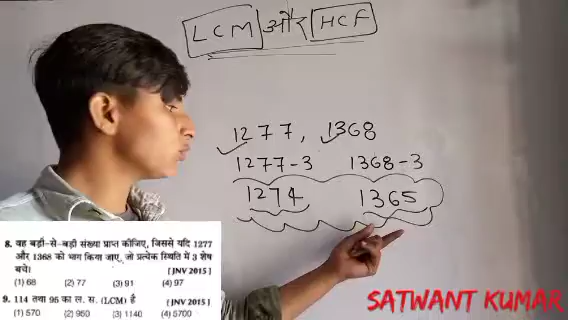 LCM और HCF
1277, 1368
1277-3 1368-3
1274 1365
8. वह बड़ी-से-बड़ी संख्या प्राप्त कीजिए, जिससे यदि 1277
और 1368 को भाग किया जाए, जो प्रत्येक स्थिति में 3 शेष
बचे। [JNV 2015]
(1) 68 (2) 77 (3) 91 (4) 97
9. 114 तथा 95 का ल. स. (LCM) है [JNV 2015]
(1) 570 (2) 950 (3) 1140 (4) 5700
SATWANT KUMAR